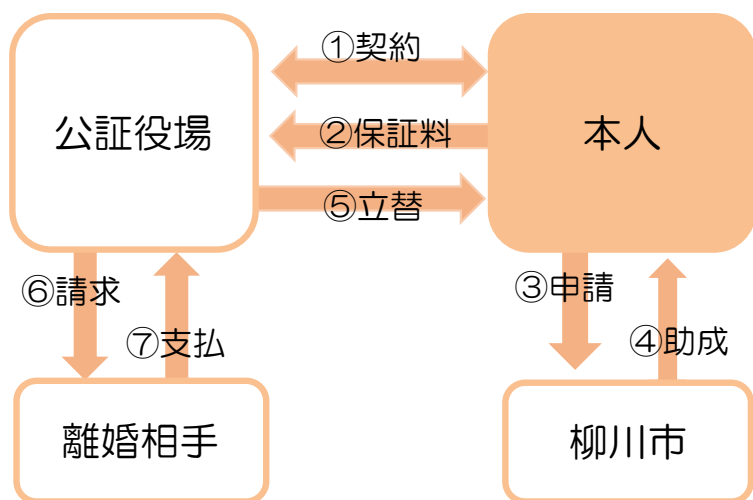 ①契約
公証役場
②保証料
本人
⑤立替
⑥請求
③申請
⑦支払
④助成
離婚相手
柳川市